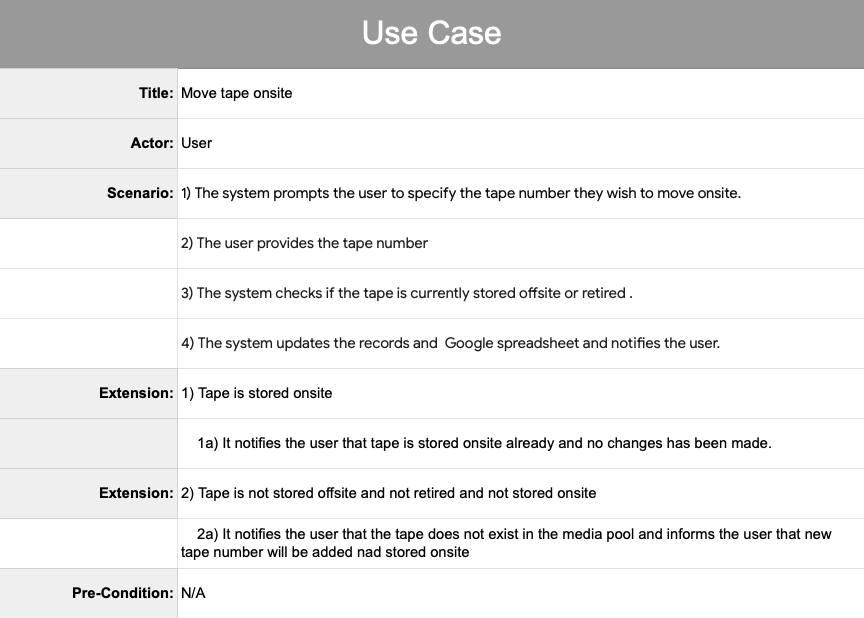 Use Case
Title: Move tape onsite
Actor: User
Scenario: 1) The system prompts the user to specify the tape number they wish to move onsite.
2) The user provides the tape number
3) The system checks if the tape is currently stored offsite or retired .
4) The system updates the records and  Google spreadsheet and notifies the user.
Extension: 1) Tape is stored onsite
1a) It notifies the user that tape is stored onsite already and no changes has been made.
Extension: 2) Tape is not stored offsite and not retired and not stored onsite
2a) It notifies the user that the tape does not exist in the media pool and informs the user that new
tape number will be added nad stored onsite
Pre-Condition: N/A